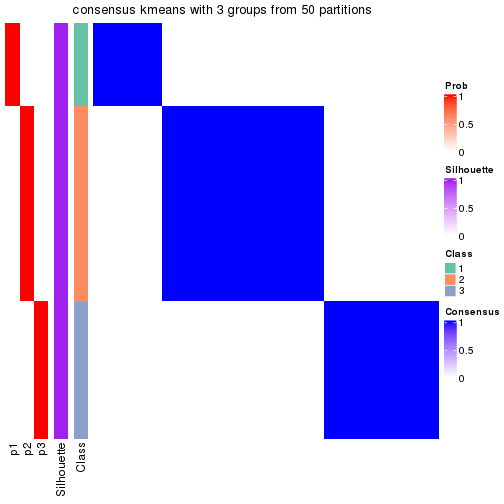 consensus kmeans with 3 groups from 50 partitions
Prob
1
0.5
0
Silhouette
1
0.5
0
Class
1
2
3
Consensus
1
0.5
0
p1
p2
p3
Silhouette
Class